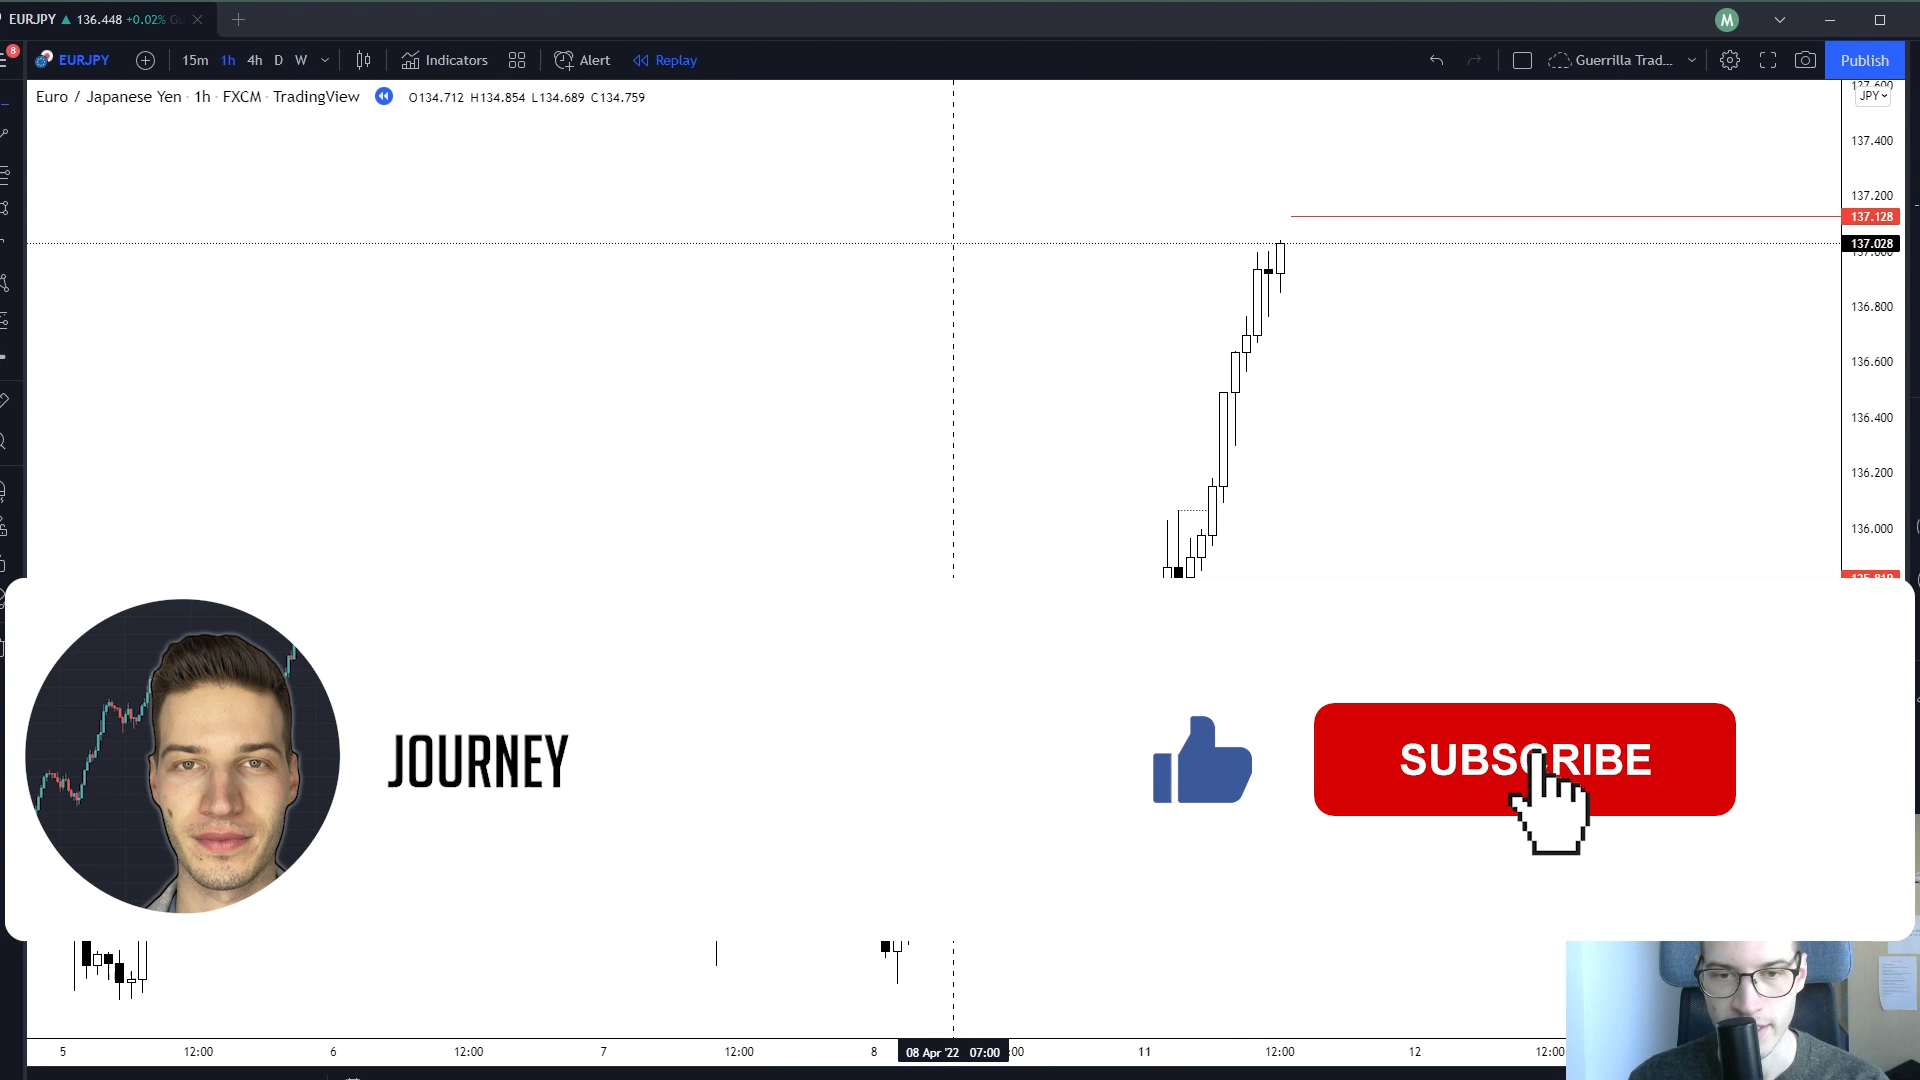 EURJPY ▲ 136.448 +0.02%
M
8
EURJPY
15m 1h 4h D W
Indicators
Alert
Replay
Guerrilla Trad...
Publish
Euro / Japanese Yen · 1h · FXCM · TradingView
O134.712 H134.854 L134.689 C134.759
JPY
137.400
137.200
137.128
137.028
136.800
136.600
136.400
136.200
136.000
JOURNEY
SUBSCRIBE
5 12:00 6 12:00 7 12:00 8 08 Apr '22 07:00 11 12:00 12 12:00